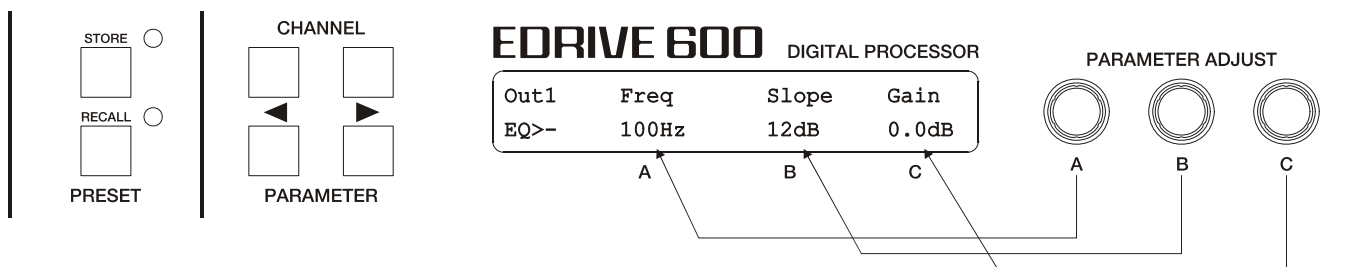 STORE
RECALL
PRESET
CHANNEL
PARAMETER
EDRIVE 600 DIGITAL PROCESSOR
Out1 Freq Slope Gain
EQ>- 100Hz 12dB 0.0dB
A B C
PARAMETER ADJUST
A B C